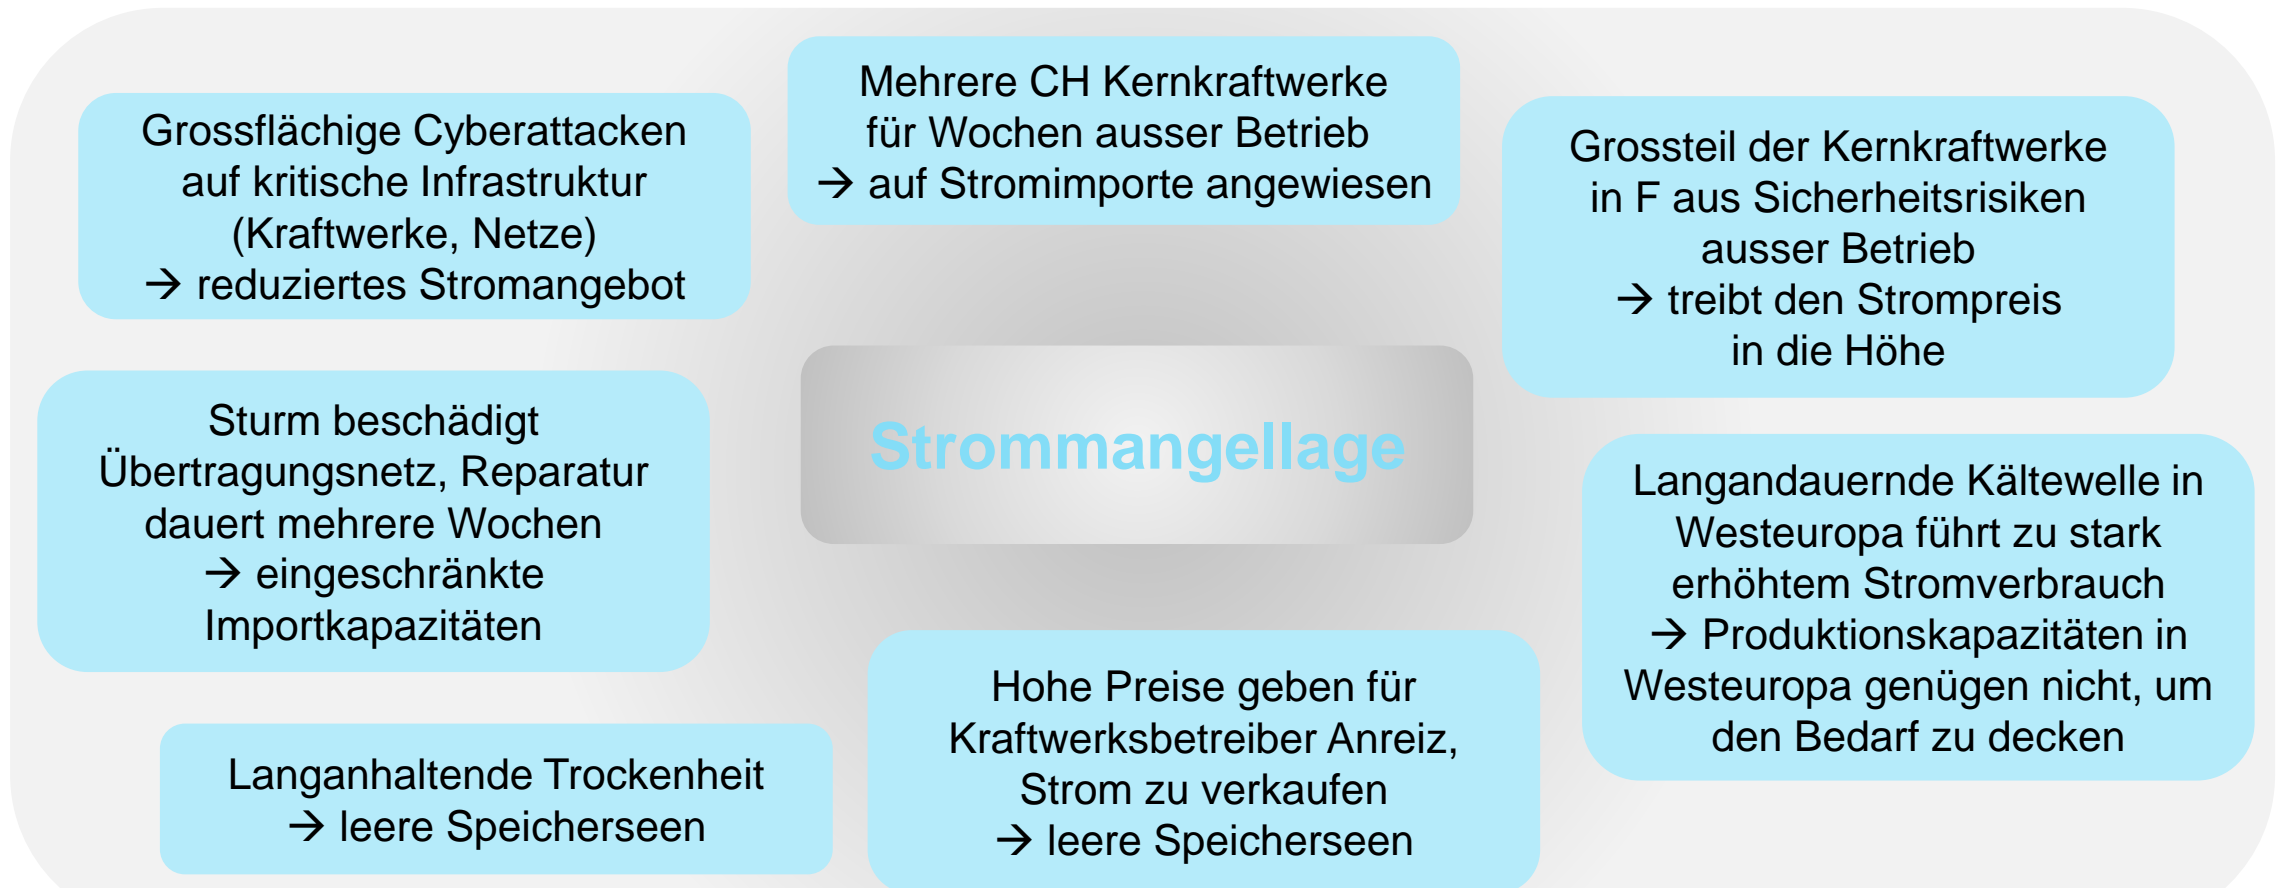 Mehrere CH Kernkraftwerke
für Wochen ausser Betrieb
→ auf Stromimporte angewiesen
Grossflächige Cyberattacken
auf kritische Infrastruktur
(Kraftwerke, Netze)
→ reduziertes Stromangebot
Grossteil der Kernkraftwerke
in F aus Sicherheitsrisiken
ausser Betrieb
→ treibt den Strompreis
in die Höhe
Strommangellage
Sturm beschädigt
Übertragungsnetz, Reparatur
dauert mehrere Wochen
→ eingeschränkte
Importkapazitäten
Langandauernde Kältewelle in
Westeuropa führt zu stark
erhöhtem Stromverbrauch
→ Produktionskapazitäten in
Westeuropa genügen nicht, um
den Bedarf zu decken
Hohe Preise geben für
Kraftwerksbetreiber Anreiz,
Strom zu verkaufen
→ leere Speicherseen
Langanhaltende Trockenheit
→ leere Speicherseen